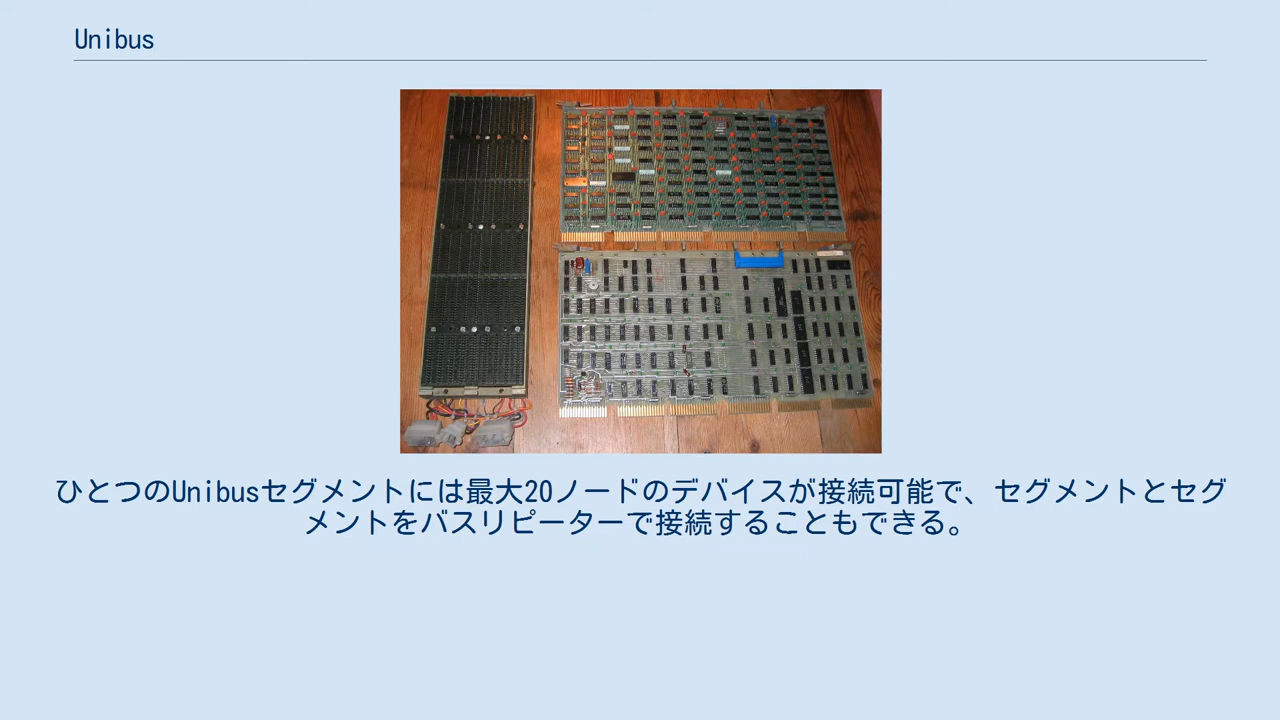 Unibus
ひとつのUnibusセグメントには最大20ノードのデバイスが接続可能で、セグメントとセグ
メントをバスリピーターで接続することもできる。